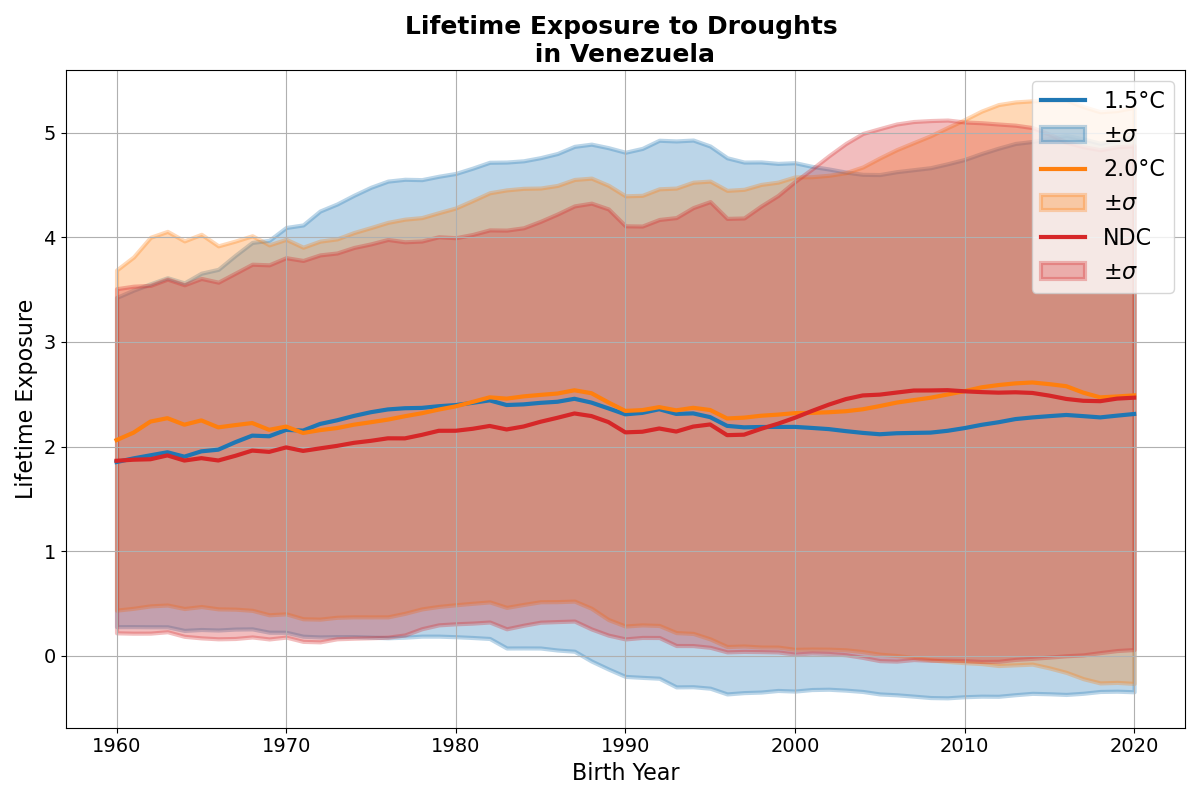 Lifetime Exposure to Droughts
in Venezuela
1.5°C
±σ
2.0°C
±σ
NDC
±σ
Lifetime Exposure
5
4
3
2
1
0
1960 1970 1980 1990 2000 2010 2020
Birth Year